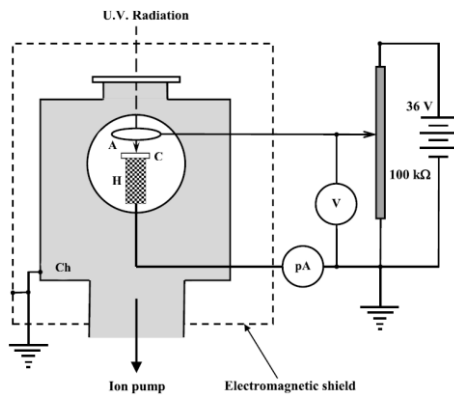 U.V. Radiation
A
C
H
36 V
100 kΩ
V
pA
Ch
Ion pump
Electromagnetic shield